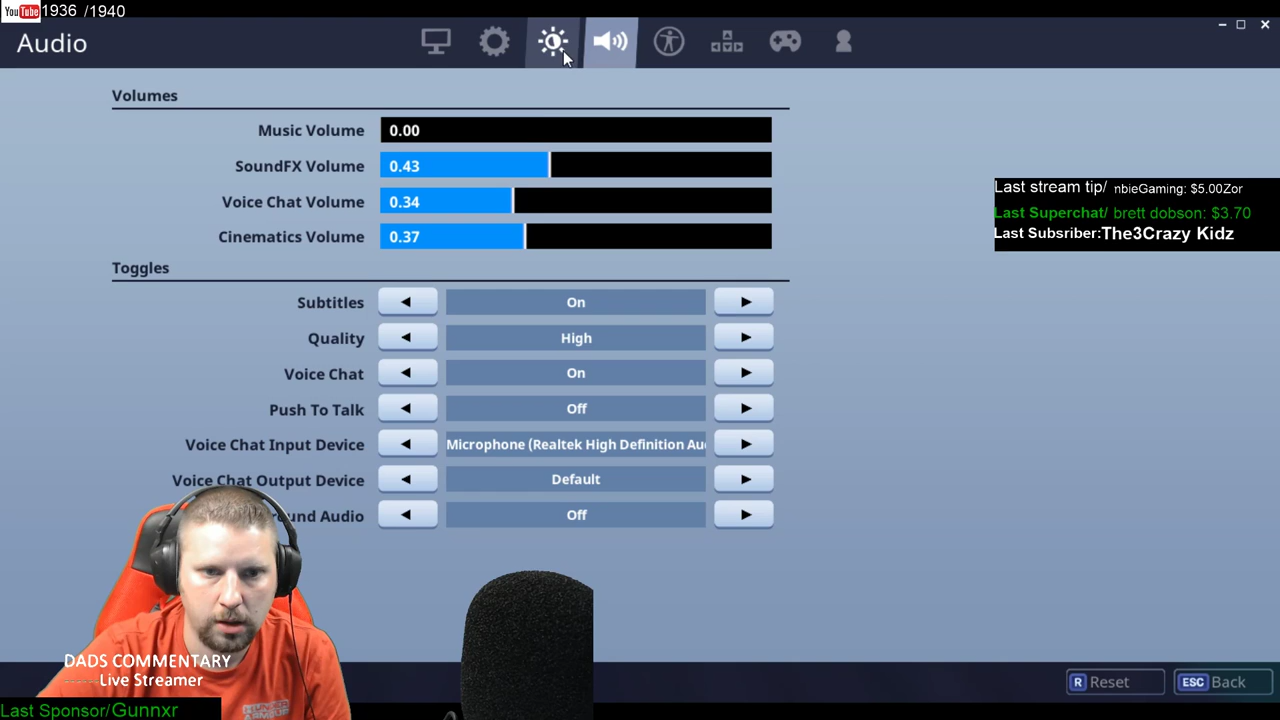 YouTube 1936 /1940
Audio
Volumes
Music Volume 0.00
SoundFX Volume 0.43
Voice Chat Volume 0.34
Cinematics Volume 0.37
Last stream tip/ nbieGaming: $5.00Zor
Last Superchat/ brett dobson: $3.70
Last Subsriber:The3Crazy Kidz
Toggles
Subtitles On
Quality High
Voice Chat On
Push To Talk Off
Voice Chat Input Device Microphone (Realtek High Definition Au
Voice Chat Output Device Default
und Audio Off
DADS COMMENTARY
------Live Streamer
R Reset
ESC Back
Last Sponsor/Gunnxr